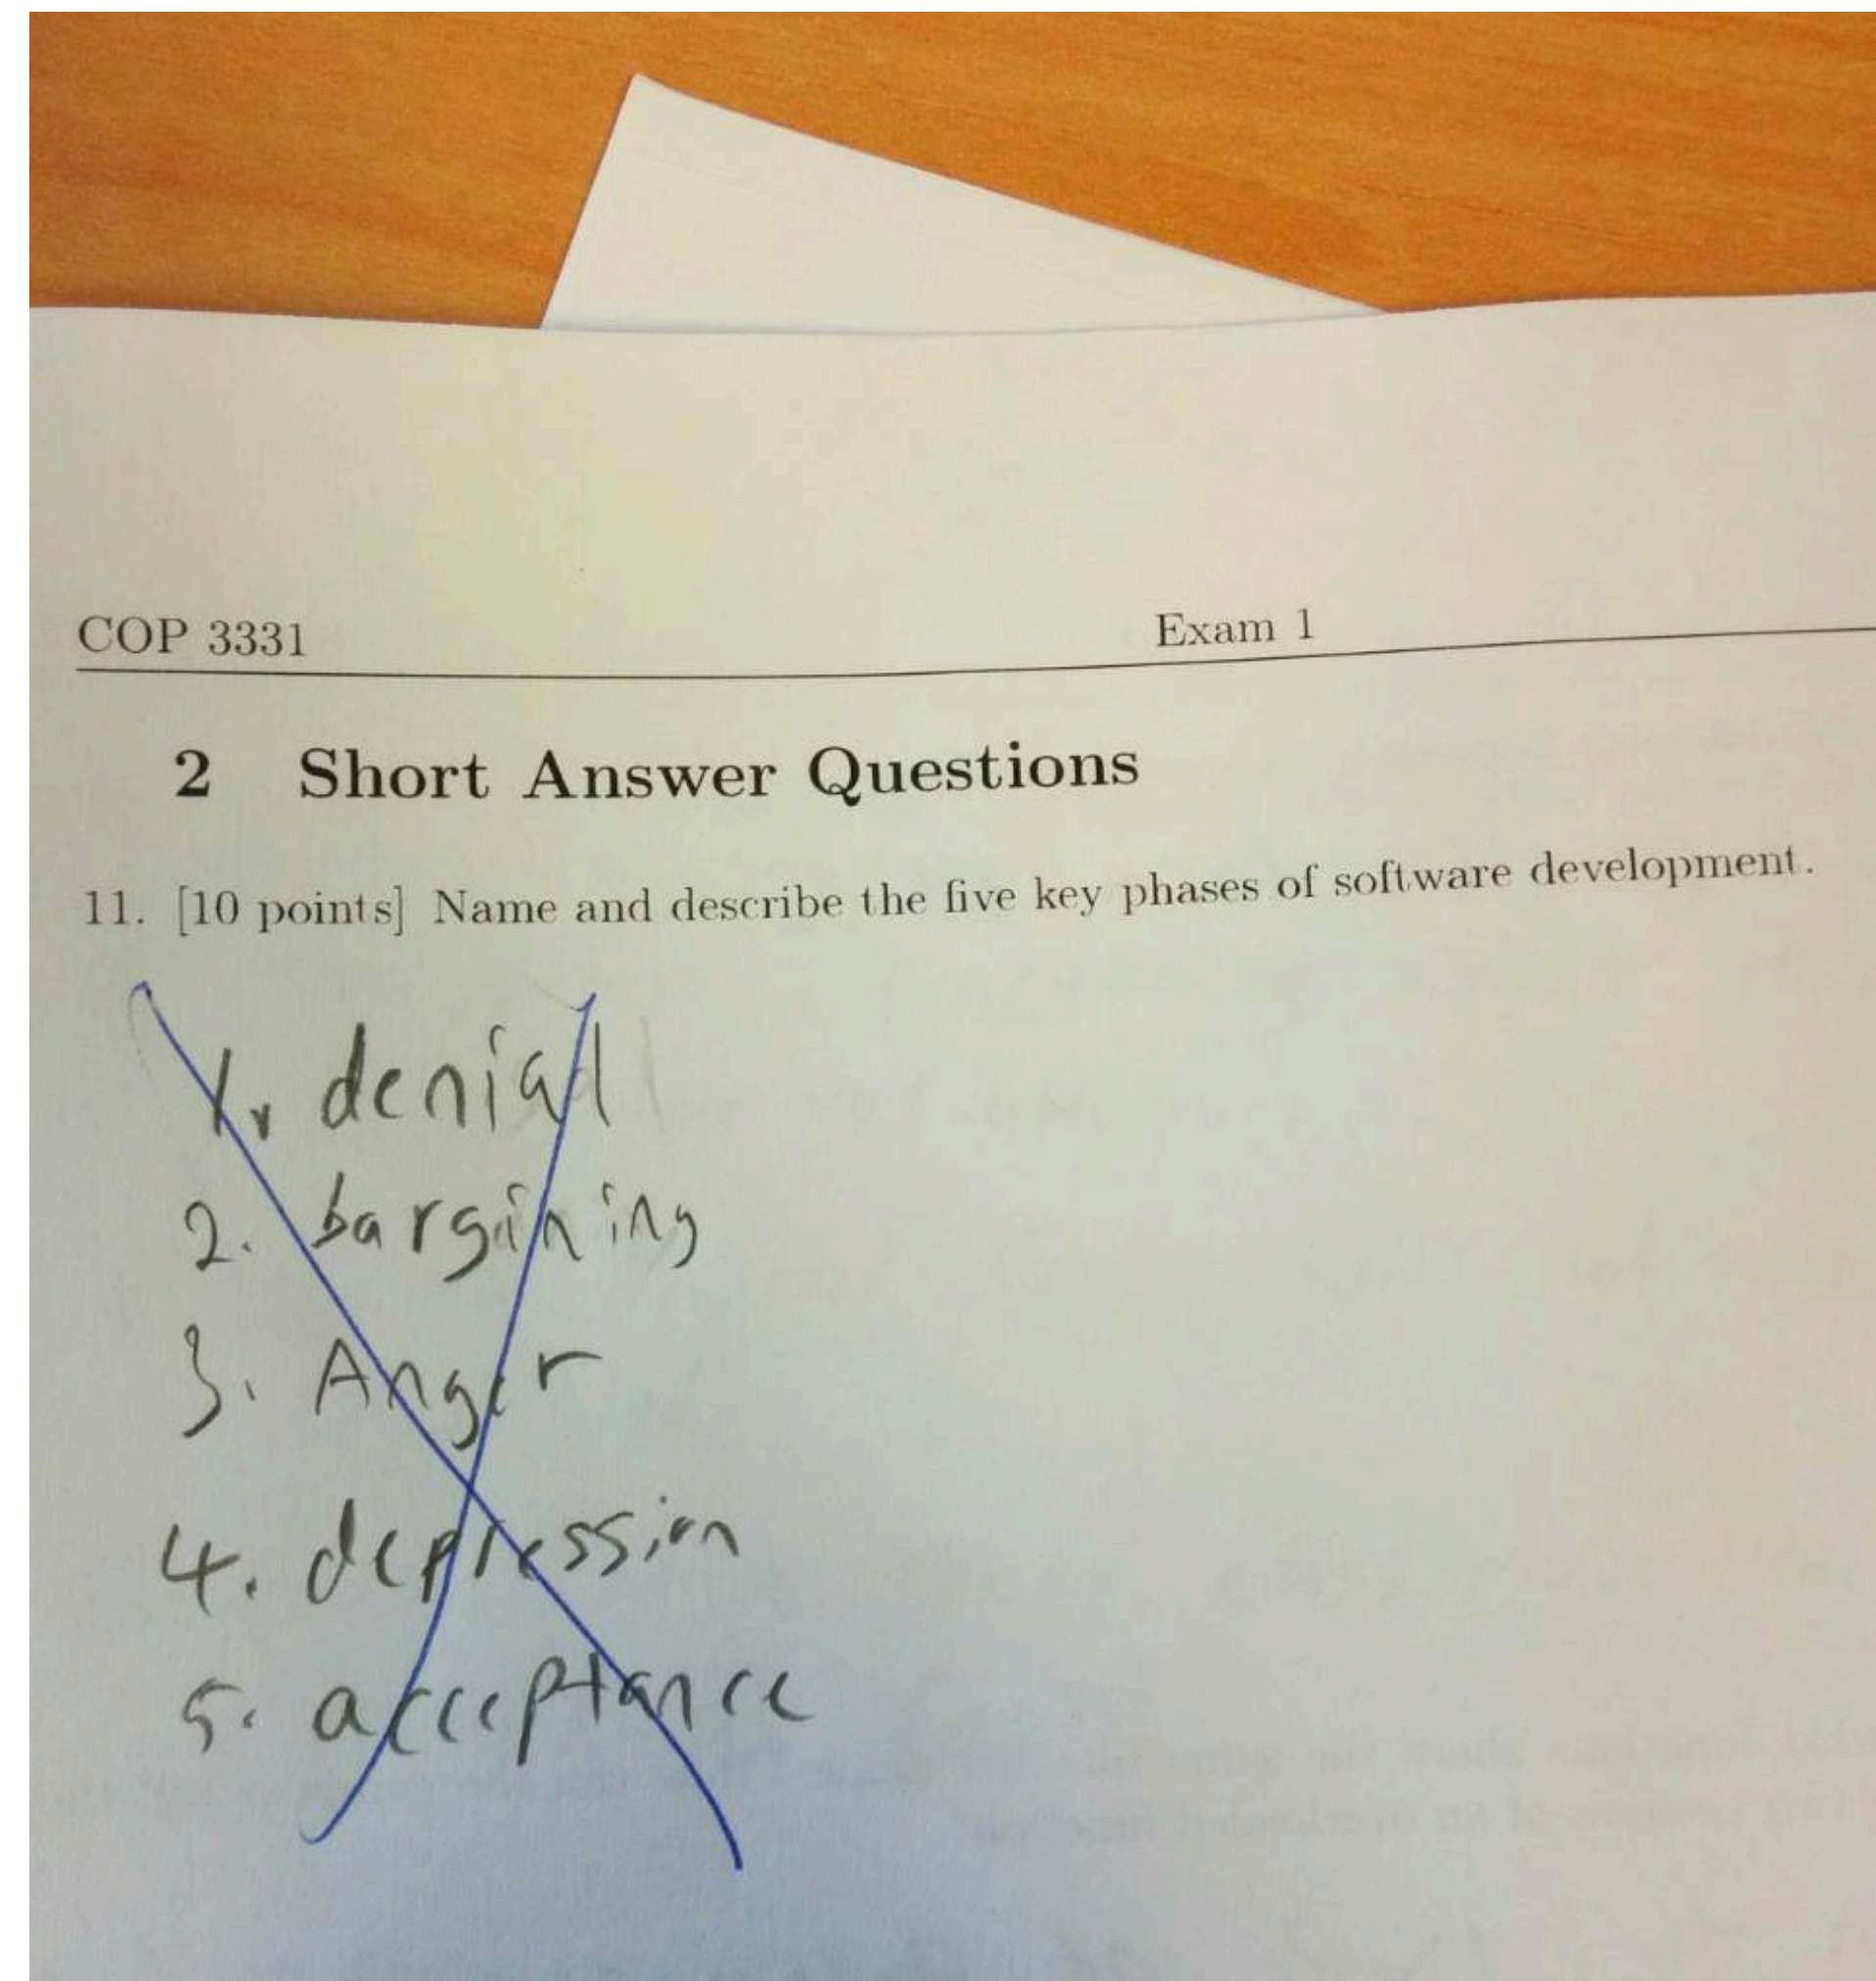 COP 3331 Exam 1
2 Short Answer Questions
11. [10 points] Name and describe the five key phases of software development.
1. denial
2. bargining
3. Anger
4. depression
5. acceptance